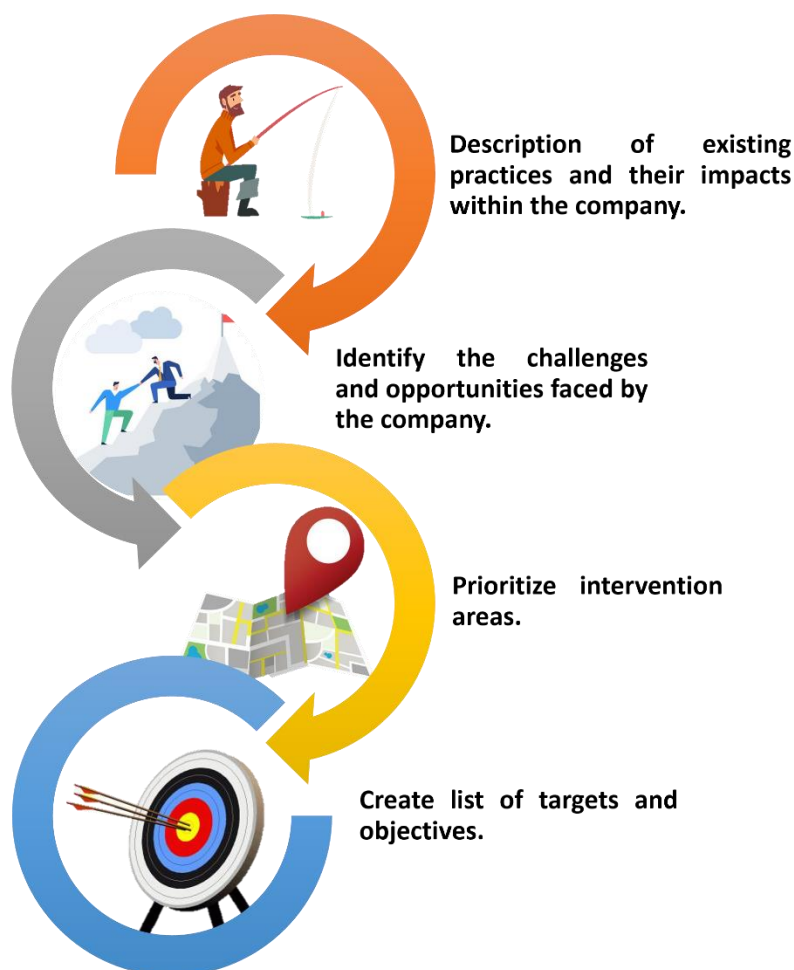 Description of existing
practices and their impacts
within the company.
Identify the challenges
and opportunities faced by
the company.
Prioritize intervention
areas.
Create list of targets and
objectives.